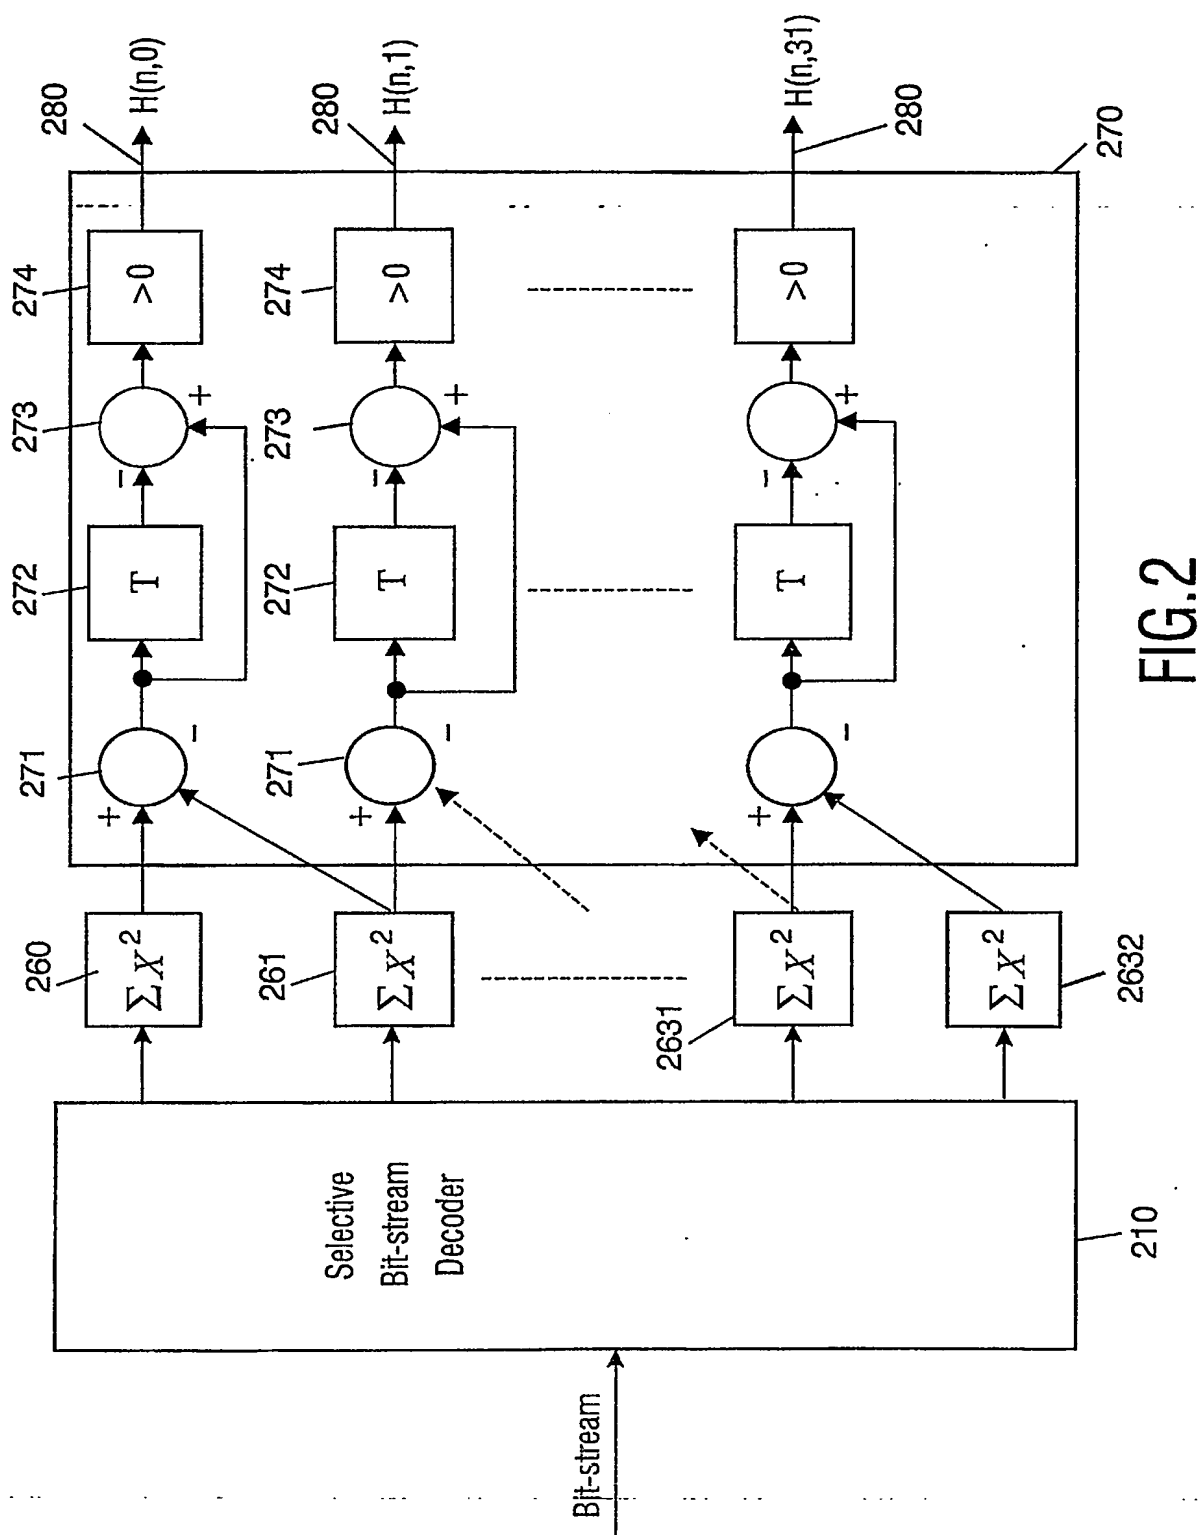 280 H(n,0)
280 H(n,1)
280 H(n,31)
270
274 >0
274 >0
>0
273 + −
273 + −
+ −
272 T
272 T
T
271 + −
271 + −
+ −
260 ΣX²
261 ΣX²
2631 ΣX²
2632 ΣX²
Selective
Bit-stream
Decoder
210
Bit-stream
FIG.2